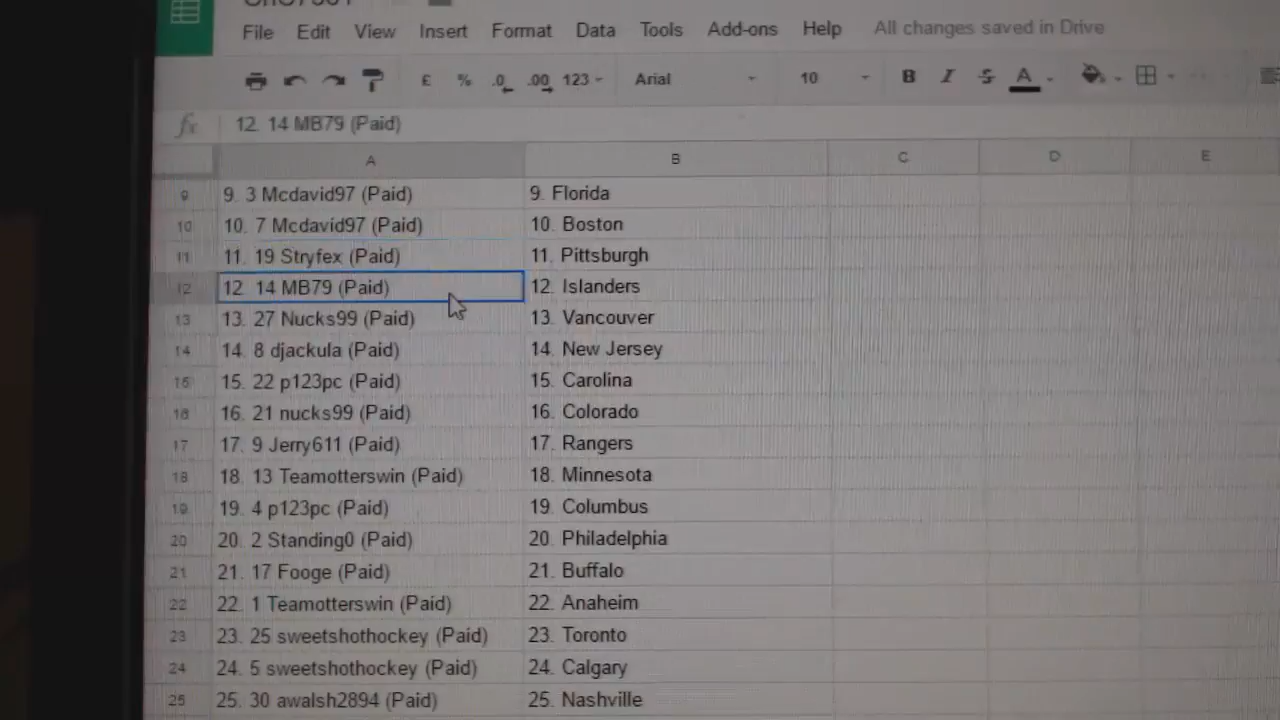 File Edit View Insert Format Data Tools Add-ons Help All changes saved in Drive
£ % .0 .00 123 Arial 10 B I S A
fx 12. 14 MB79 (Paid)
A B C D E
9 9. 3 Mcdavid97 (Paid) 9. Florida
10 10. 7 Mcdavid97 (Paid) 10. Boston
11 11. 19 Stryfex (Paid) 11. Pittsburgh
12 12. 14 MB79 (Paid) 12. Islanders
13 13. 27 Nucks99 (Paid) 13. Vancouver
14 14. 8 djackula (Paid) 14. New Jersey
15 15. 22 p123pc (Paid) 15. Carolina
16 16. 21 nucks99 (Paid) 16. Colorado
17 17. 9 Jerry611 (Paid) 17. Rangers
18 18. 13 Teamotterswin (Paid) 18. Minnesota
19 19. 4 p123pc (Paid) 19. Columbus
20 20. 2 Standing0 (Paid) 20. Philadelphia
21 21. 17 Fooge (Paid) 21. Buffalo
22 22. 1 Teamotterswin (Paid) 22. Anaheim
23 23. 25 sweetshothockey (Paid) 23. Toronto
24 24. 5 sweetshothockey (Paid) 24. Calgary
25 25. 30 awalsh2894 (Paid) 25. Nashville